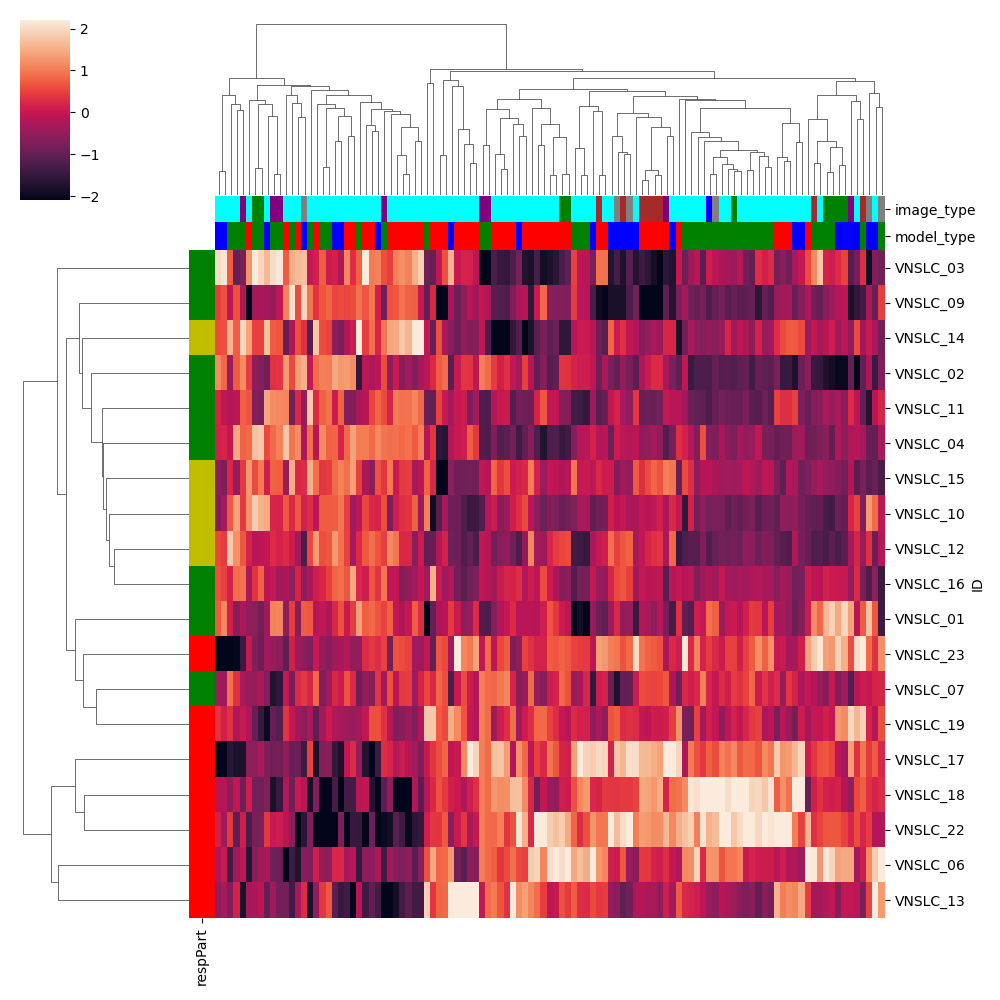 2
1
0
−1
−2
image_type
model_type
VNSLC_03
VNSLC_09
VNSLC_14
VNSLC_02
VNSLC_11
VNSLC_04
VNSLC_15
VNSLC_10
VNSLC_12
VNSLC_16
VNSLC_01
VNSLC_23
VNSLC_07
VNSLC_19
VNSLC_17
VNSLC_18
VNSLC_22
VNSLC_06
VNSLC_13
ID
respPart